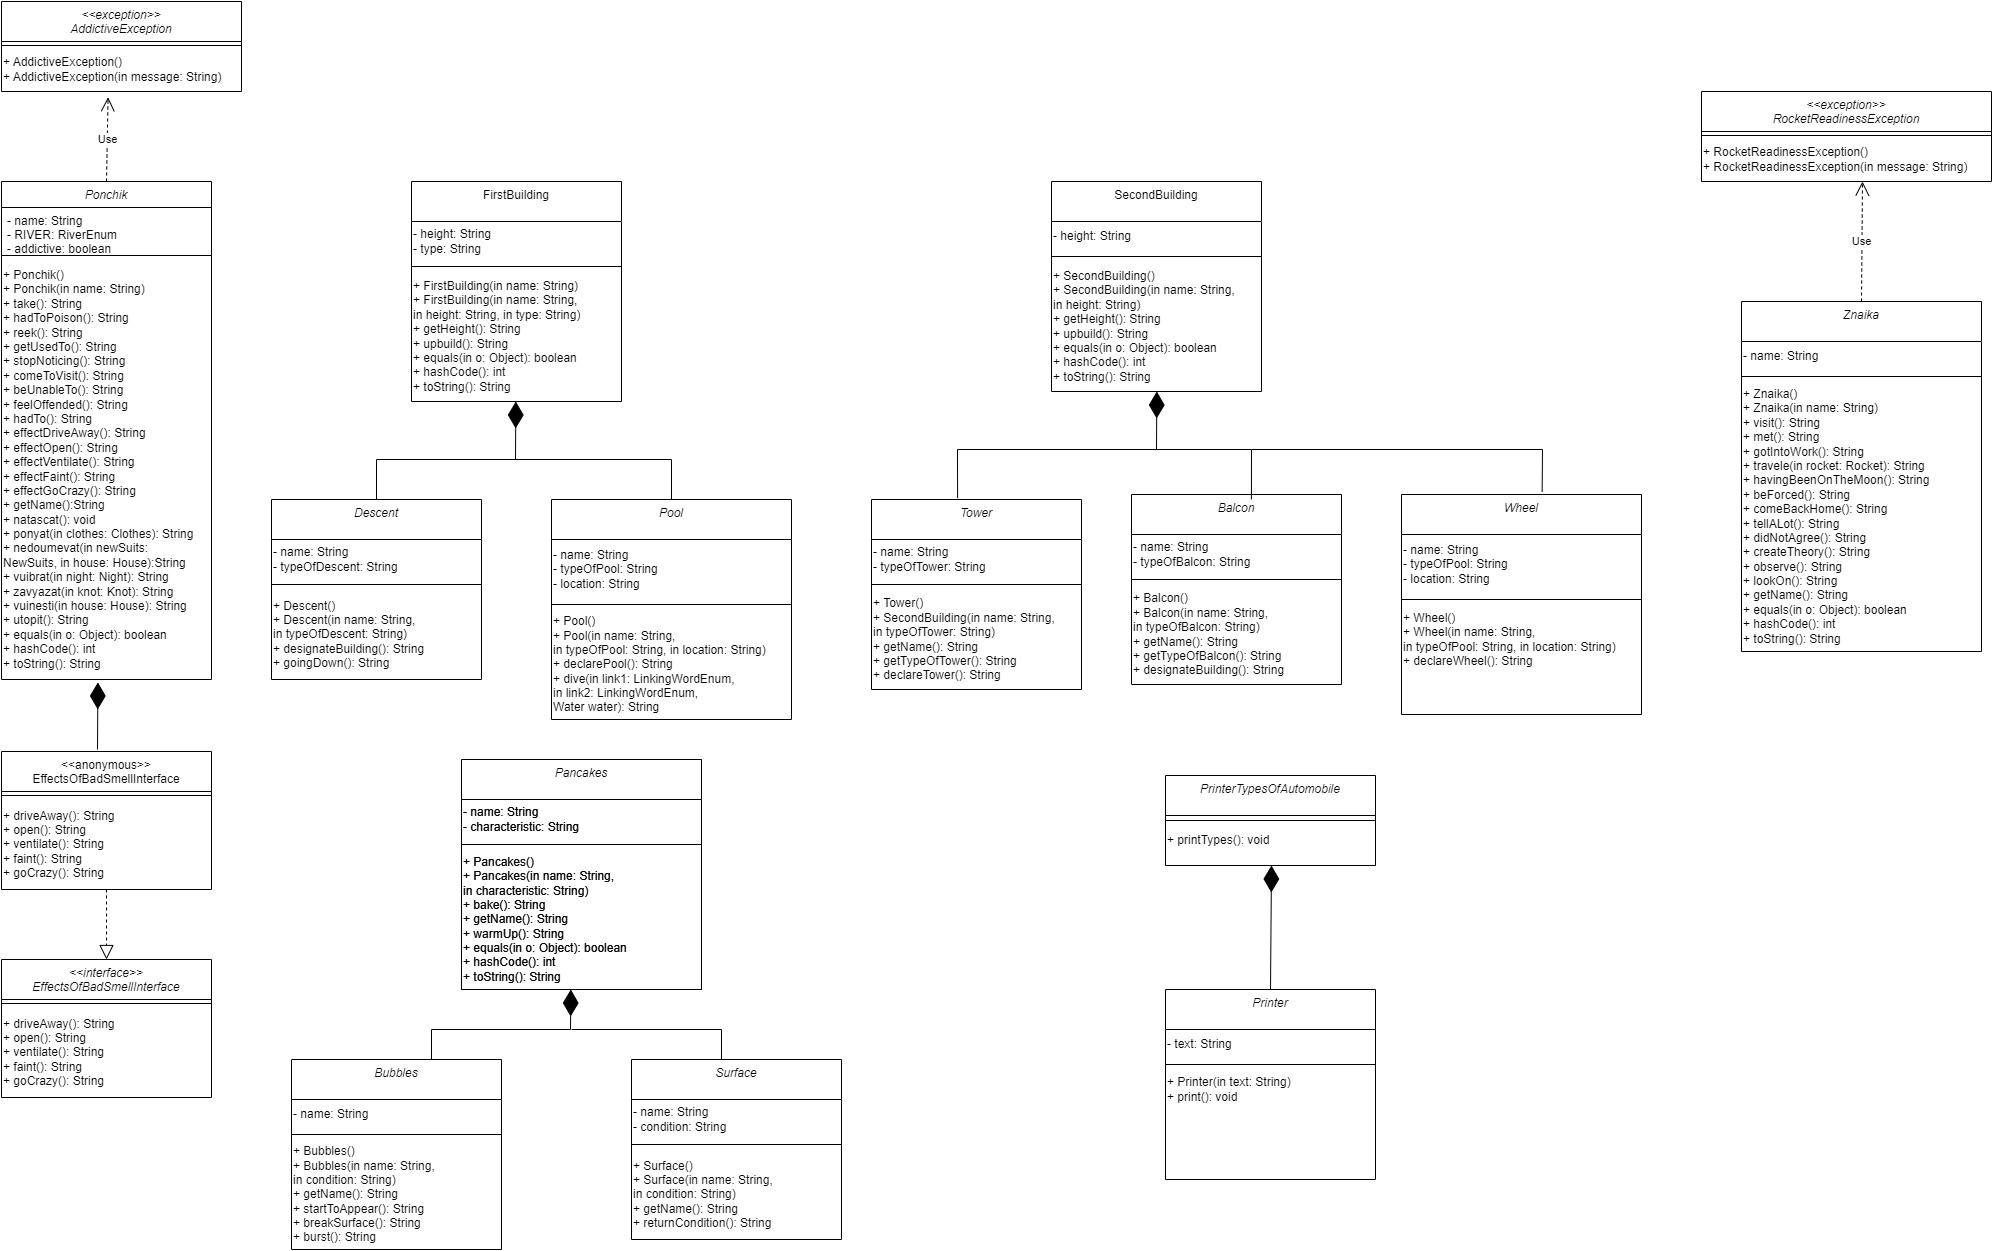 <<exception>>
AddictiveException
+ AddictiveException()
+ AddictiveException(in message: String)
Use
Ponchik
- name: String
- RIVER: RiverEnum
- addictive: boolean
+ Ponchik()
+ Ponchik(in name: String)
+ take(): String
+ hadToPoison(): String
+ reek(): String
+ getUsedTo(): String
+ stopNoticing(): String
+ comeToVisit(): String
+ beUnableTo(): String
+ feelOffended(): String
+ hadTo(): String
+ effectDriveAway(): String
+ effectOpen(): String
+ effectVentilate(): String
+ effectFaint(): String
+ effectGoCrazy(): String
+ getName():String
+ natascat(): void
+ ponyat(in clothes: Clothes): String
+ nedoumevat(in newSuits:
NewSuits, in house: House):String
+ vuibrat(in night: Night): String
+ zavyazat(in knot: Knot): String
+ vuinesti(in house: House): String
+ utopit(): String
+ equals(in o: Object): boolean
+ hashCode(): int
+ toString(): String
<<anonymous>>
EffectsOfBadSmellInterface
+ driveAway(): String
+ open(): String
+ ventilate(): String
+ faint(): String
+ goCrazy(): String
<<interface>>
EffectsOfBadSmellInterface
+ driveAway(): String
+ open(): String
+ ventilate(): String
+ faint(): String
+ goCrazy(): String
FirstBuilding
- height: String
- type: String
+ FirstBuilding(in name: String)
+ FirstBuilding(in name: String,
in height: String, in type: String)
+ getHeight(): String
+ upbuild(): String
+ equals(in o: Object): boolean
+ hashCode(): int
+ toString(): String
Descent
- name: String
- typeOfDescent: String
+ Descent()
+ Descent(in name: String,
in typeOfDescent: String)
+ designateBuilding(): String
+ goingDown(): String
Pool
- name: String
- typeOfPool: String
- location: String
+ Pool()
+ Pool(in name: String,
in typeOfPool: String, in location: String)
+ declarePool(): String
+ dive(in link1: LinkingWordEnum,
in link2: LinkingWordEnum,
Water water): String
SecondBuilding
- height: String
+ SecondBuilding()
+ SecondBuilding(in name: String,
in height: String)
+ getHeight(): String
+ upbuild(): String
+ equals(in o: Object): boolean
+ hashCode(): int
+ toString(): String
Tower
- name: String
- typeOfTower: String
+ Tower()
+ SecondBuilding(in name: String,
in typeOfTower: String)
+ getName(): String
+ getTypeOfTower(): String
+ declareTower(): String
Balcon
- name: String
- typeOfBalcon: String
+ Balcon()
+ Balcon(in name: String,
in typeOfBalcon: String)
+ getName(): String
+ getTypeOfBalcon(): String
+ designateBuilding(): String
Wheel
- name: String
- typeOfPool: String
- location: String
+ Wheel()
+ Wheel(in name: String,
in typeOfPool: String, in location: String)
+ declareWheel(): String
<<exception>>
RocketReadinessException
+ RocketReadinessException()
+ RocketReadinessException(in message: String)
Use
Znaika
- name: String
+ Znaika()
+ Znaika(in name: String)
+ visit(): String
+ met(): String
+ gotIntoWork(): String
+ travele(in rocket: Rocket): String
+ havingBeenOnTheMoon(): String
+ beForced(): String
+ comeBackHome(): String
+ tellALot(): String
+ didNotAgree(): String
+ createTheory(): String
+ observe(): String
+ lookOn(): String
+ getName(): String
+ equals(in o: Object): boolean
+ hashCode(): int
+ toString(): String
Pancakes
- name: String
- characteristic: String
+ Pancakes()
+ Pancakes(in name: String,
in characteristic: String)
+ bake(): String
+ getName(): String
+ warmUp(): String
+ equals(in o: Object): boolean
+ hashCode(): int
+ toString(): String
Bubbles
- name: String
+ Bubbles()
+ Bubbles(in name: String,
in condition: String)
+ getName(): String
+ startToAppear(): String
+ breakSurface(): String
+ burst(): String
Surface
- name: String
- condition: String
+ Surface()
+ Surface(in name: String,
in condition: String)
+ getName(): String
+ returnCondition(): String
PrinterTypesOfAutomobile
+ printTypes(): void
Printer
- text: String
+ Printer(in text: String)
+ print(): void